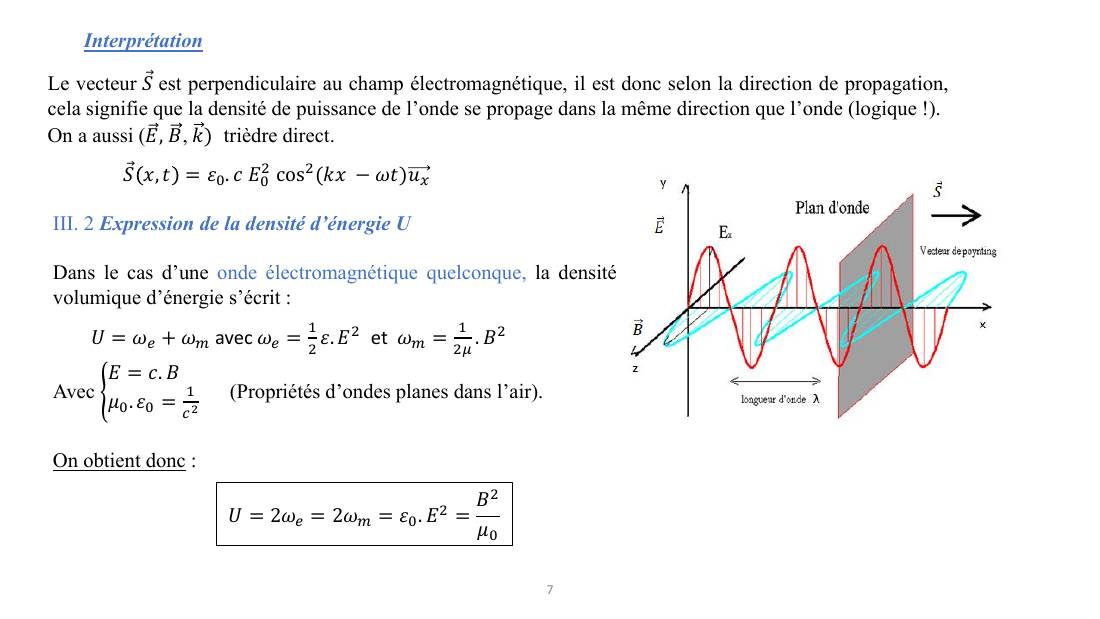 Interprétation
Le vecteur S⃗ est perpendiculaire au champ électromagnétique, il est donc selon la direction de propagation,
cela signifie que la densité de puissance de l’onde se propage dans la même direction que l’onde (logique !).
On a aussi (E⃗, B⃗, k⃗) trièdre direct.
S⃗(x, t) = ε₀. c E₀² cos²(kx − ωt)u⃗ₓ
III. 2 Expression de la densité d’énergie U
Dans le cas d’une onde électromagnétique quelconque, la densité
volumique d’énergie s’écrit :
U = ωₑ + ωₘ avec ωₑ = 1/2 ε. E² et ωₘ = 1/2μ . B²
Avec {E = c. B
μ₀. ε₀ = 1/c²
(Propriétés d’ondes planes dans l’air).
On obtient donc :
U = 2ωₑ = 2ωₘ = ε₀. E² = B²/μ₀
y
E⃗
Plan d'onde
S⃗
Vecteur de poynting
B⃗
z
x
longueur d'onde λ
7